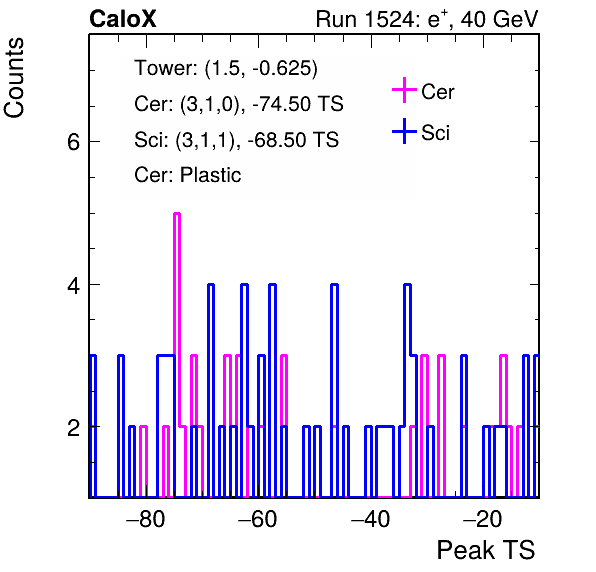 CaloX Run 1524: e⁺, 40 GeV
Counts
Tower: (1.5, -0.625)
Cer: (3,1,0), -74.50 TS
Sci: (3,1,1), -68.50 TS
Cer: Plastic
Cer
Sci
6
4
2
−80 −60 −40 −20
Peak TS